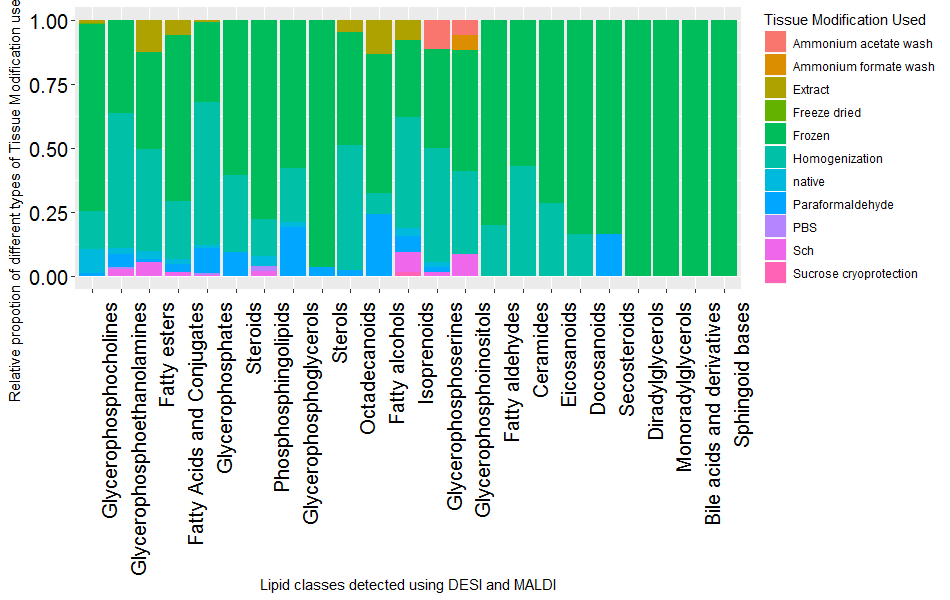 Relative propotion of different types of Tissue Modification use
1.00
0.75
0.50
0.25
0.00
Glycerophosphocholines
Glycerophosphoethanolamines
Fatty esters
Fatty Acids and Conjugates
Glycerophosphates
Steroids
Phosphosphingolipids
Glycerophosphoglycerols
Sterols
Octadecanoids
Fatty alcohols
Isoprenoids
Glycerophosphoserines
Glycerophosphoinositols
Fatty aldehydes
Ceramides
Eicosanoids
Docosanoids
Secosteroids
Diradylglycerols
Monoradylglycerols
Bile acids and derivatives
Sphingoid bases
Lipid classes detected using DESI and MALDI
Tissue Modification Used
Ammonium acetate wash
Ammonium formate wash
Extract
Freeze dried
Frozen
Homogenization
native
Paraformaldehyde
PBS
Sch
Sucrose cryoprotection